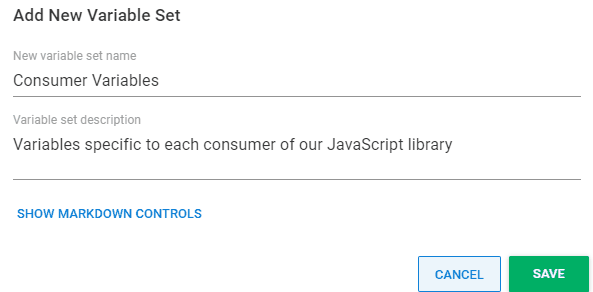 Add New Variable Set
New variable set name
Consumer Variables
Variable set description
Variables specific to each consumer of our JavaScript library
SHOW MARKDOWN CONTROLS
CANCEL
SAVE